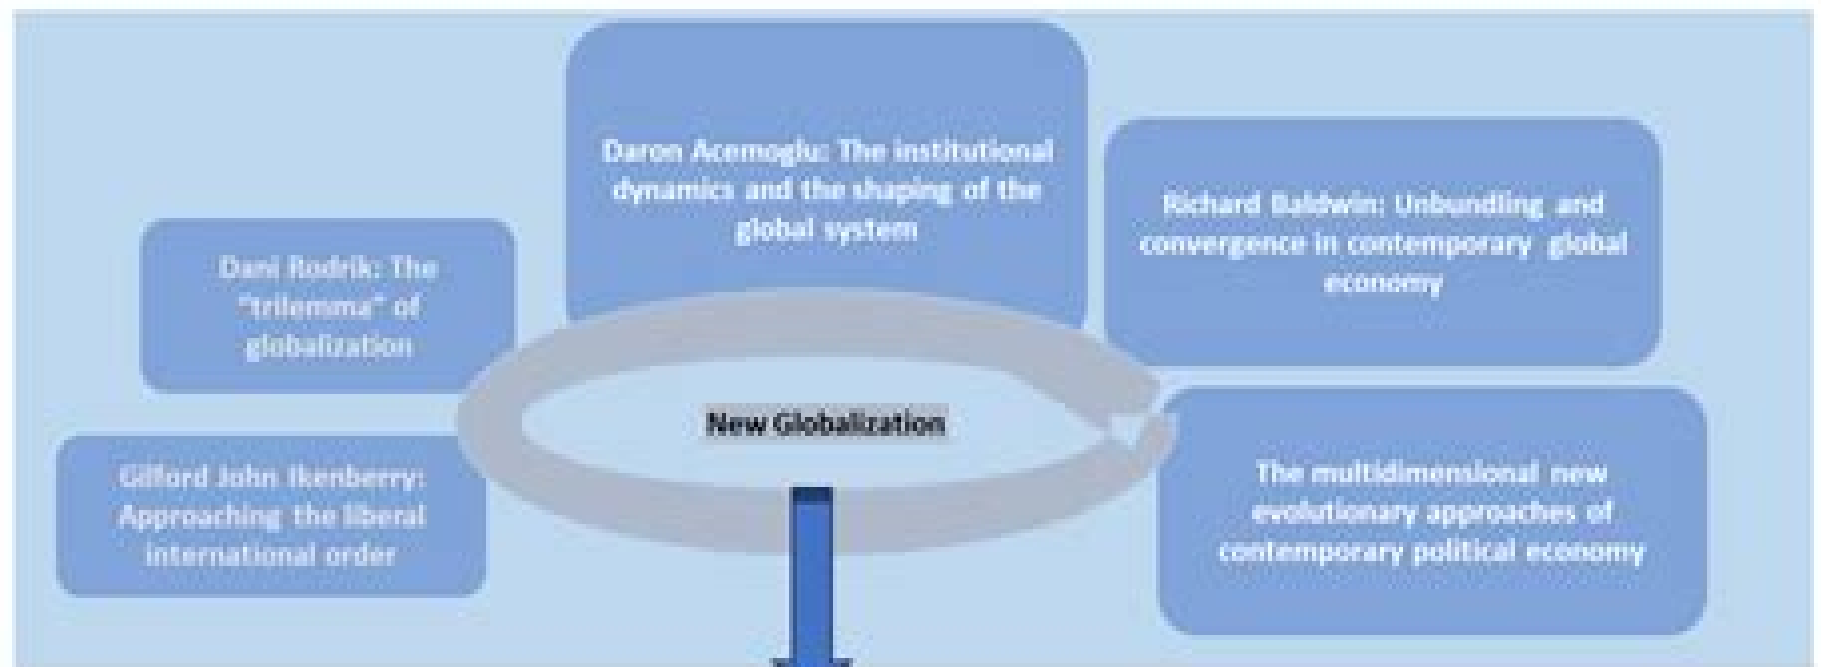 Daron Acemoglu: The institutional
dynamics and the shaping of the
global system
Richard Baldwin: Unbundling and
convergence in contemporary global
economy
Dani Rodrik: The
"trilemma" of
globalization
New Globalization
Gilford John Ikenberry:
Approaching the liberal
international order
The multidimensional new
evolutionary approaches of
contemporary political economy